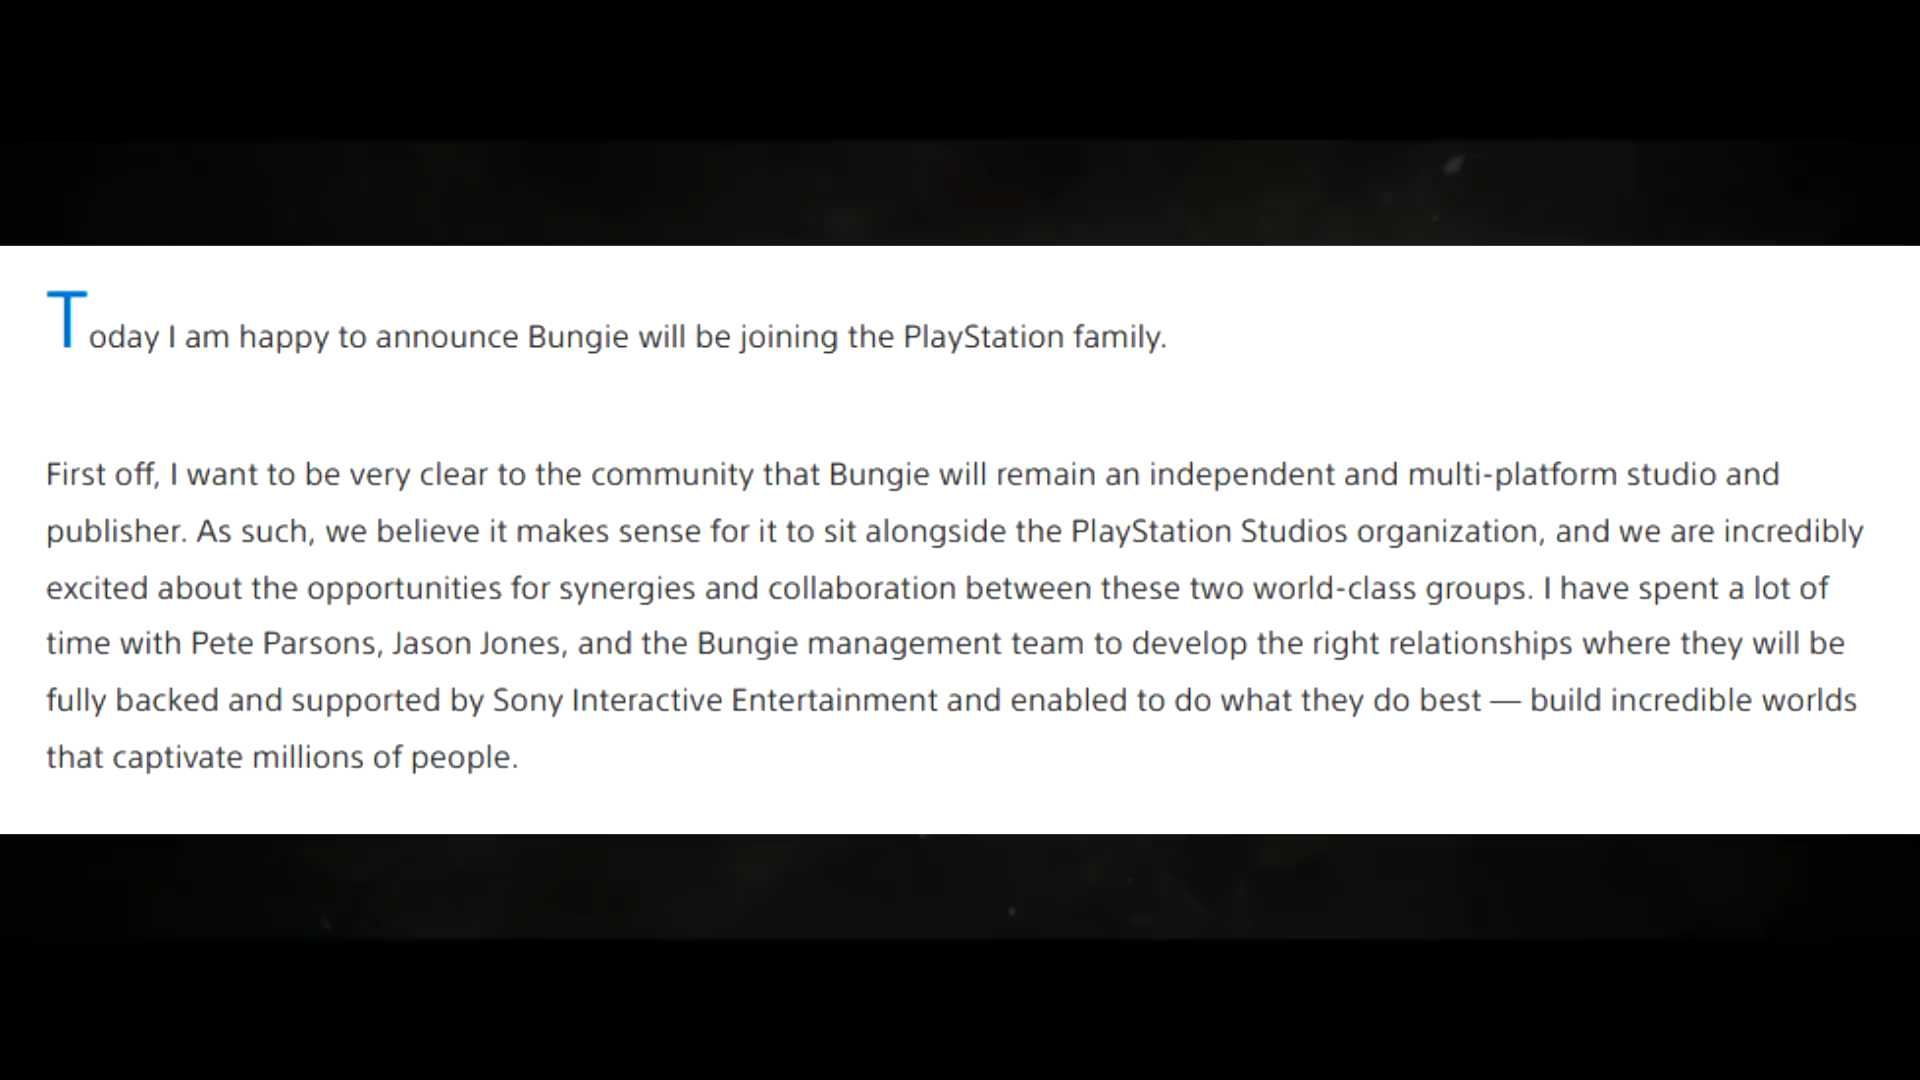 Today I am happy to announce Bungie will be joining the PlayStation family.
First off, I want to be very clear to the community that Bungie will remain an independent and multi-platform studio and
publisher. As such, we believe it makes sense for it to sit alongside the PlayStation Studios organization, and we are incredibly
excited about the opportunities for synergies and collaboration between these two world-class groups. I have spent a lot of
time with Pete Parsons, Jason Jones, and the Bungie management team to develop the right relationships where they will be
fully backed and supported by Sony Interactive Entertainment and enabled to do what they do best — build incredible worlds
that captivate millions of people.